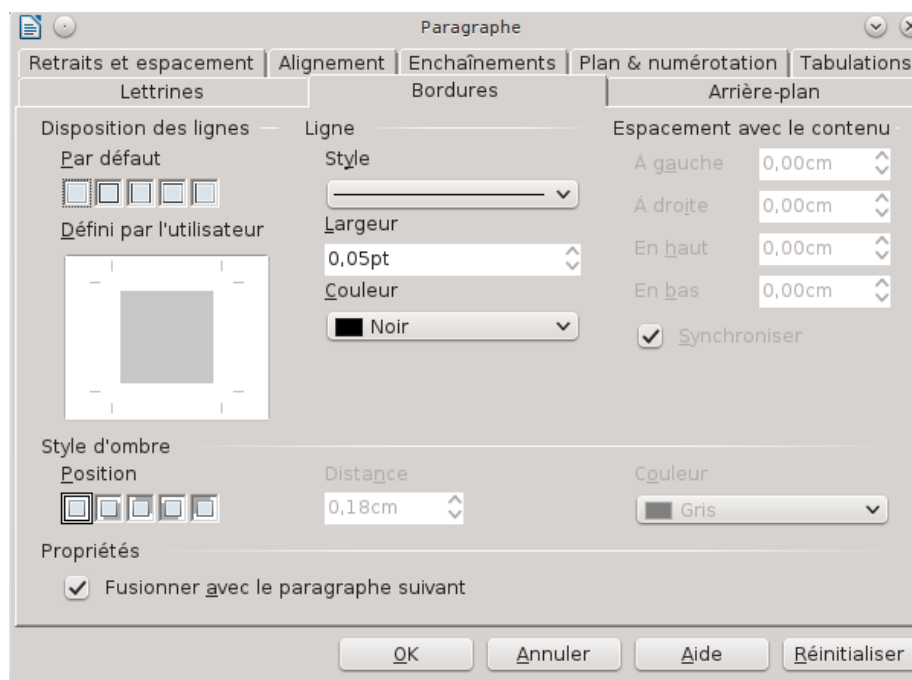 Paragraphe
Retraits et espacement Alignement Enchaînements Plan & numérotation Tabulations
Lettrines Bordures Arrière-plan
Disposition des lignes
Par défaut
Défini par l'utilisateur
Ligne
Style
Largeur
0,05pt
Couleur
Noir
Espacement avec le contenu
À gauche 0,00cm
À droite 0,00cm
En haut 0,00cm
En bas 0,00cm
Synchroniser
Style d'ombre
Position
Distance
0,18cm
Couleur
Gris
Propriétés
Fusionner avec le paragraphe suivant
OK Annuler Aide Réinitialiser